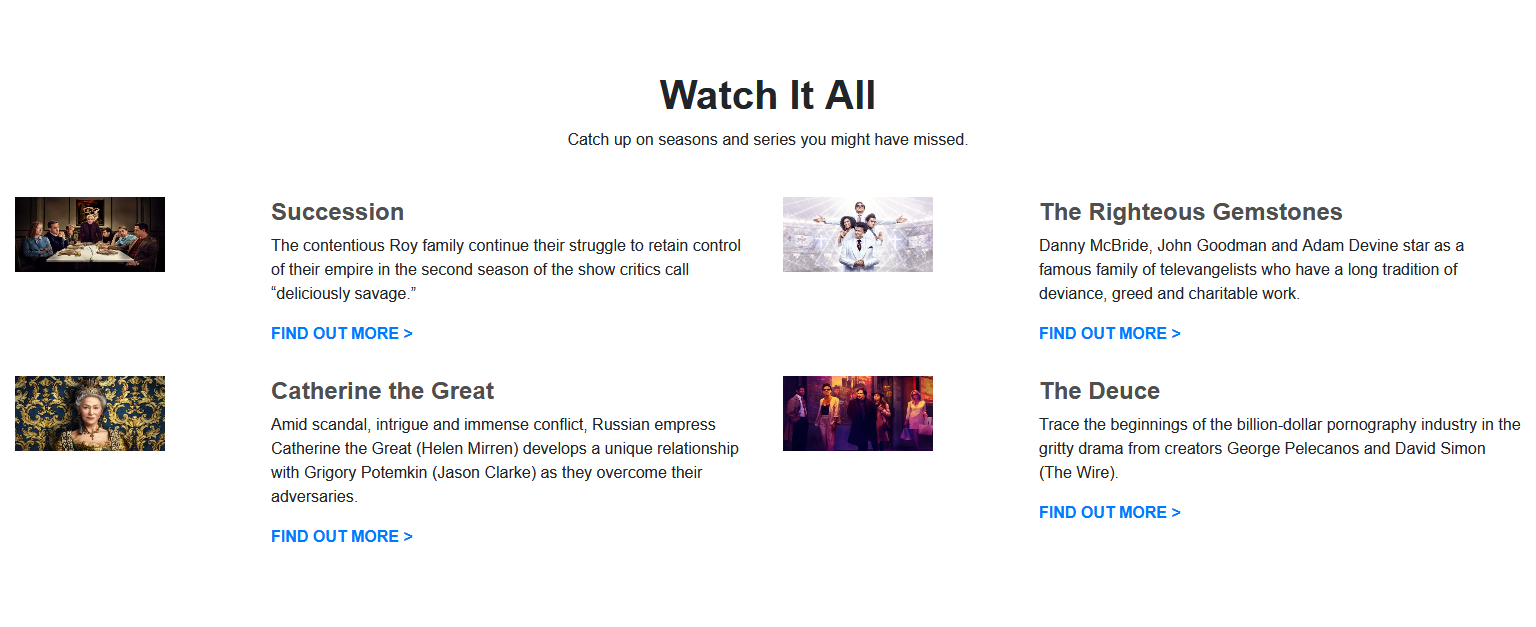 Watch It All
Catch up on seasons and series you might have missed.
Succession
The contentious Roy family continue their struggle to retain control
of their empire in the second season of the show critics call
“deliciously savage.”
FIND OUT MORE >
The Righteous Gemstones
Danny McBride, John Goodman and Adam Devine star as a
famous family of televangelists who have a long tradition of
deviance, greed and charitable work.
FIND OUT MORE >
Catherine the Great
Amid scandal, intrigue and immense conflict, Russian empress
Catherine the Great (Helen Mirren) develops a unique relationship
with Grigory Potemkin (Jason Clarke) as they overcome their
adversaries.
FIND OUT MORE >
The Deuce
Trace the beginnings of the billion-dollar pornography industry in the
gritty drama from creators George Pelecanos and David Simon
(The Wire).
FIND OUT MORE >